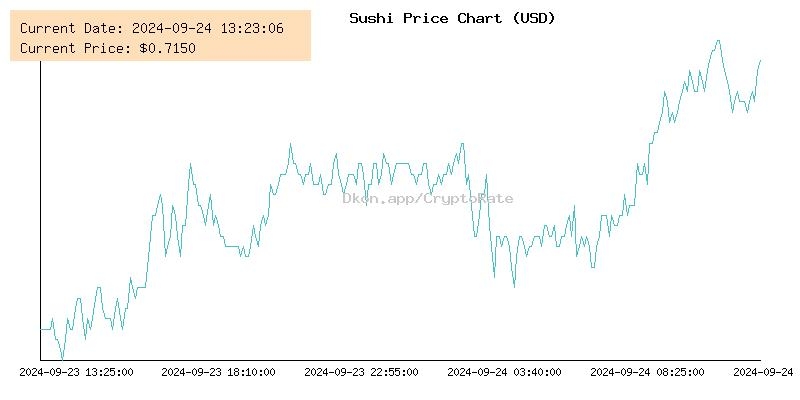 Sushi Price Chart (USD)
Current Date: 2024-09-24 13:23:06
Current Price: $0.7150
Dkon.app/CryptoRate
2024-09-23 13:25:00
2024-09-23 18:10:00
2024-09-23 22:55:00
2024-09-24 03:40:00
2024-09-24 08:25:00
2024-09-24